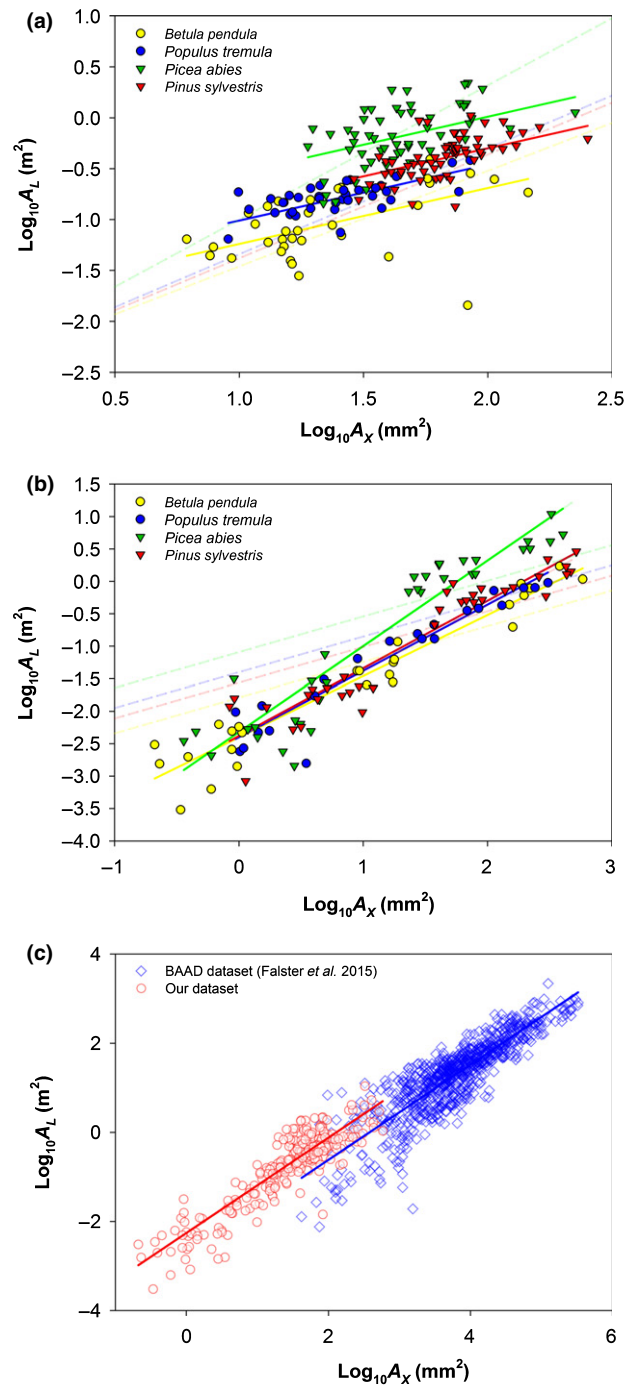 (a)
Betula pendula
Populus tremula
Picea abies
Pinus sylvestris
1.0
0.5
0.0
–0.5
–1.0
–1.5
–2.0
–2.5
Log10AL (m2)
0.5 1.0 1.5 2.0 2.5
Log10AX (mm2)
(b)
Betula pendula
Populus tremula
Picea abies
Pinus sylvestris
1.5
1.0
0.5
0.0
–0.5
–1.0
–1.5
–2.0
–2.5
–3.0
–3.5
–4.0
Log10AL (m2)
–1 0 1 2 3
Log10AX (mm2)
(c)
BAAD dataset (Falster et al. 2015)
Our dataset
4
2
0
–2
–4
Log10AL (m2)
0 2 4 6
Log10AX (mm2)